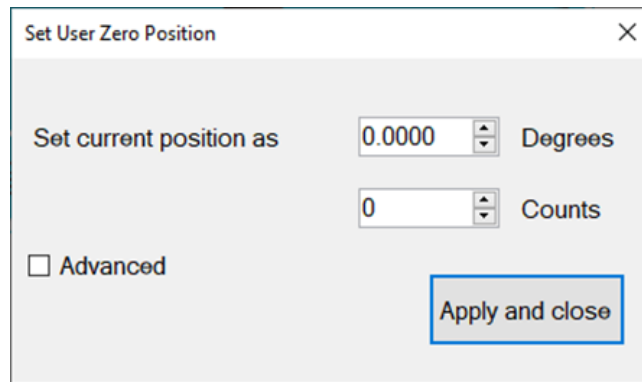 Set User Zero Position
Set current position as 0.0000 Degrees
0 Counts
Advanced
Apply and close